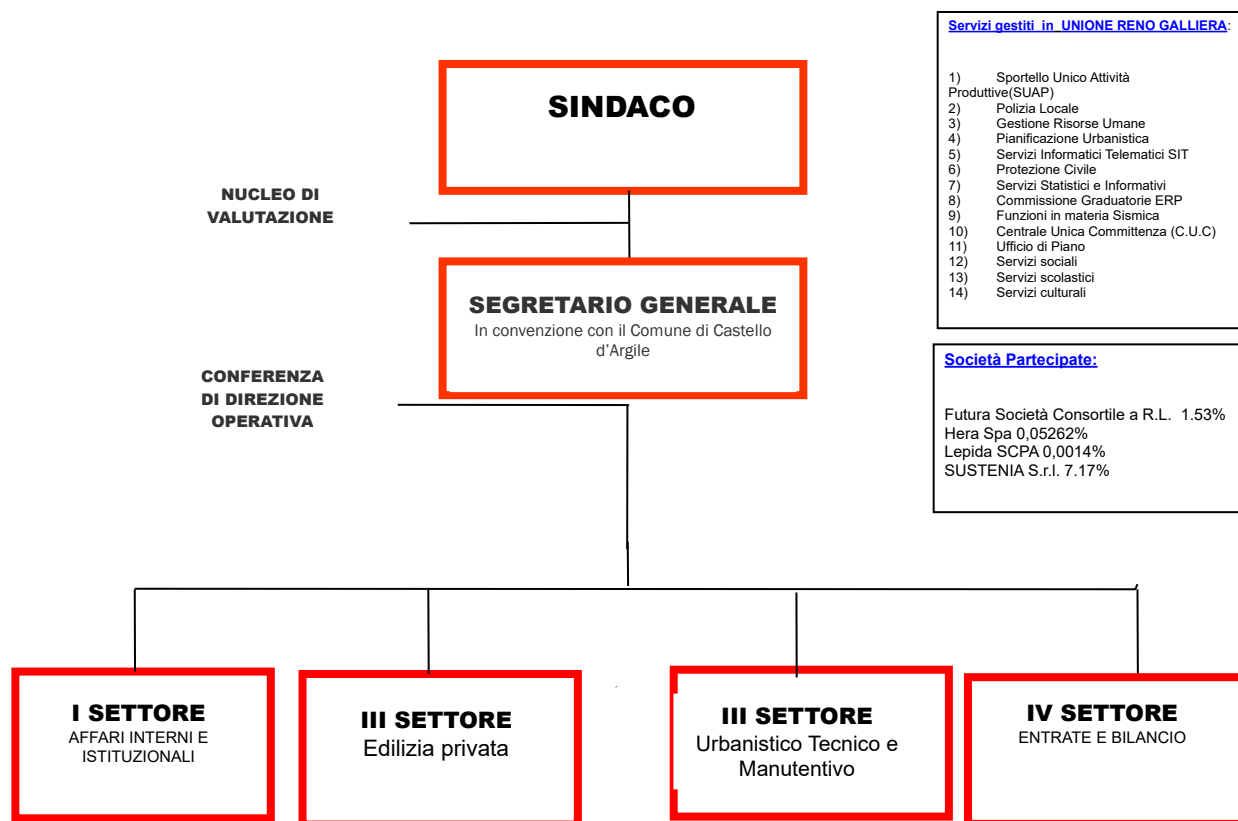 SINDACO
NUCLEO DI
VALUTAZIONE
SEGRETARIO GENERALE
In convenzione con il Comune di Castello
d'Argile
CONFERENZA
DI DIREZIONE
OPERATIVA
I SETTORE
AFFARI INTERNI E
ISTITUZIONALI
III SETTORE
Edilizia privata
III SETTORE
Urbanistico Tecnico e
Manutentivo
IV SETTORE
ENTRATE E BILANCIO
Servizi gestiti in UNIONE RENO GALLIERA:
1) Sportello Unico Attività
Produttive(SUAP)
2) Polizia Locale
3) Gestione Risorse Umane
4) Pianificazione Urbanistica
5) Servizi Informatici Telematici SIT
6) Protezione Civile
7) Servizi Statistici e Informativi
8) Commissione Graduatorie ERP
9) Funzioni in materia Sismica
10) Centrale Unica Committenza (C.U.C)
11) Ufficio di Piano
12) Servizi sociali
13) Servizi scolastici
14) Servizi culturali
Società Partecipate:
Futura Società Consortile a R.L. 1.53%
Hera Spa 0,05262%
Lepida SCPA 0,0014%
SUSTENIA S.r.l. 7.17%